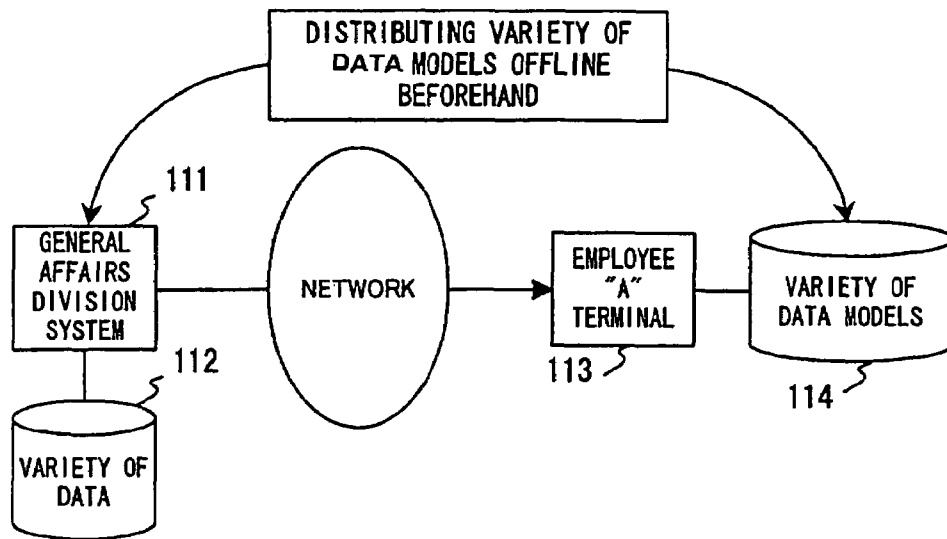 DISTRIBUTING VARIETY OF
DATA MODELS OFFLINE
BEFOREHAND
111
GENERAL
AFFAIRS
DIVISION
SYSTEM
NETWORK
EMPLOYEE
"A"
TERMINAL
113
VARIETY OF
DATA MODELS
114
112
VARIETY OF
DATA